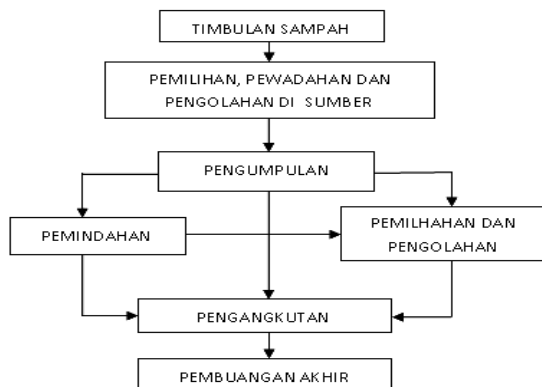 TIMBULAN SAMPAH
PEMILIHAN, PEWADAHAN DAN
PENGOLAHAN DI SUMBER
PENGUMPULAN
PEMINDAHAN
PEMILHAHAN DAN
PENGOLAHAN
PENGANGKUTAN
PEMBUANGAN AKHIR